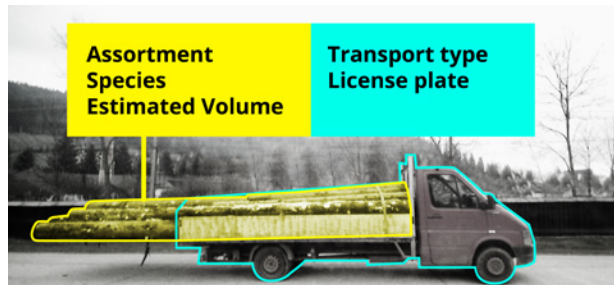 Assortment
Species
Estimated Volume
Transport type
License plate